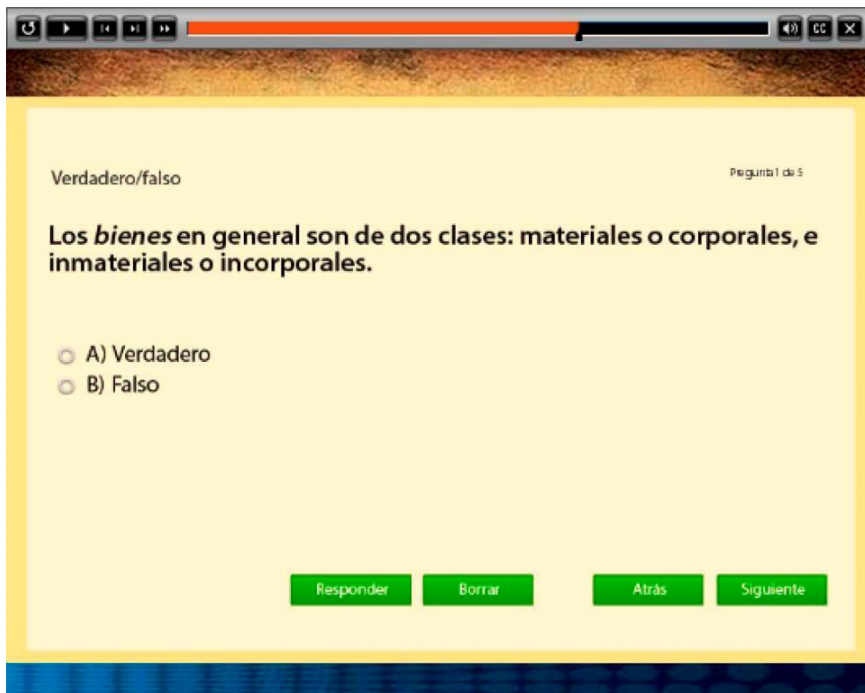 CC
Verdadero/falso
Pregunta 1 de 5
Los bienes en general son de dos clases: materiales o corporales, e
inmateriales o incorporales.
A) Verdadero
B) Falso
Responder
Borrar
Atrás
Siguiente